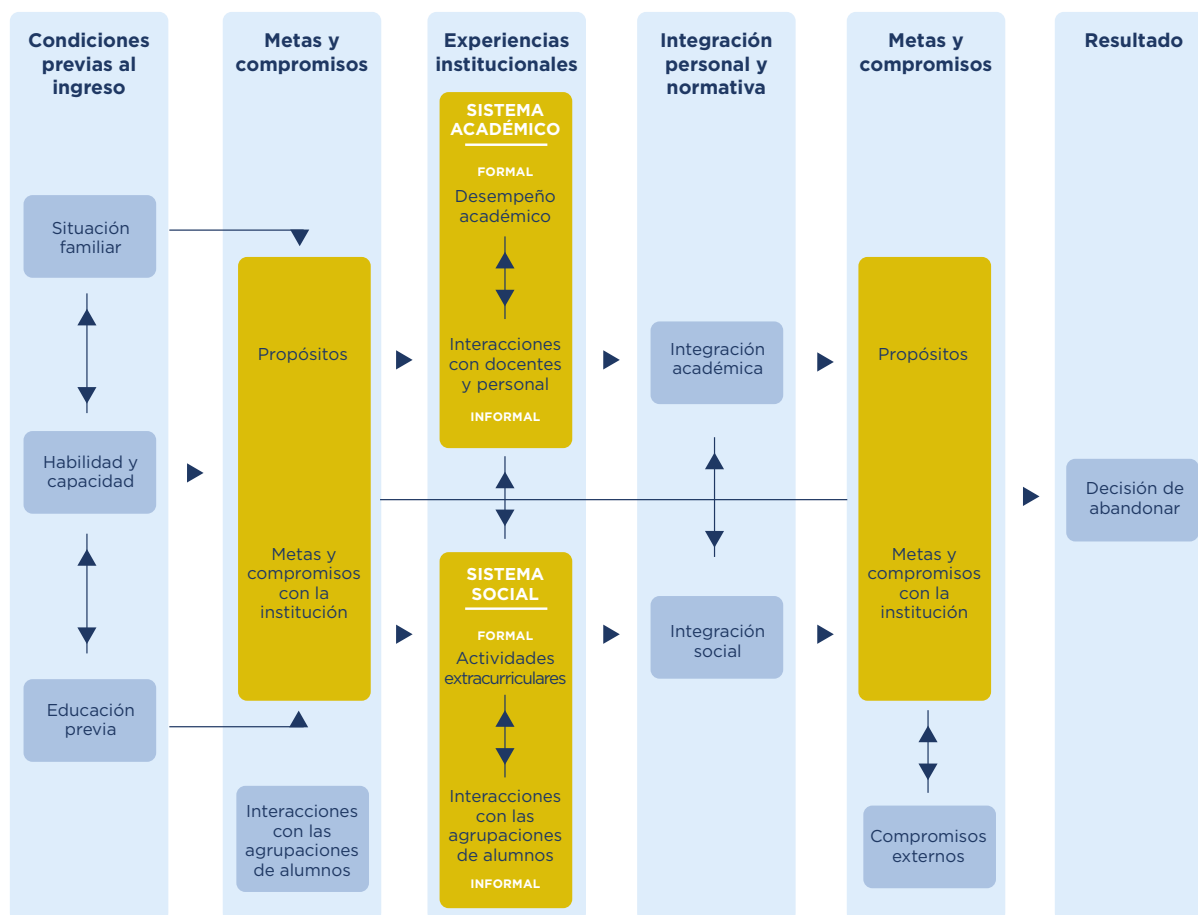 Condiciones
previas al
ingreso
Situación
familiar
Habilidad y
capacidad
Educación
previa
Metas y
compromisos
Propósitos
Metas y
compromisos
con la
institución
Interacciones
con las
agrupaciones
de alumnos
Experiencias
institucionales
SISTEMA
ACADÉMICO
FORMAL
Desempeño
académico
Interacciones
con docentes
y personal
INFORMAL
SISTEMA
SOCIAL
FORMAL
Actividades
extracurriculares
Interacciones
con las
agrupaciones
de alumnos
INFORMAL
Integración
personal y
normativa
Integración
académica
Integración
social
Metas y
compromisos
Propósitos
Metas y
compromisos
con la
institución
Compromisos
externos
Resultado
Decisión de
abandonar